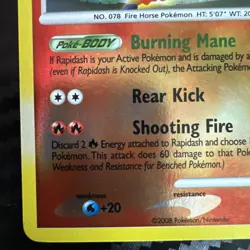 NO. 078 Fire Horse Pokémon HT: 5'07" WT: 20
Poké-BODY Burning Mane
If Rapidash is your Active Pokémon and is damaged by a
(even if Rapidash is Knocked Out), the Attacking Pokém
Rear Kick
Shooting Fire
Discard 2 Energy attached to Rapidash and choose
Pokémon. This attack does 60 damage to that Pok
Weakness and Resistance for Benched Pokémon.)
weakness
resistance
+20
©2008 Pokémon/Nintendo